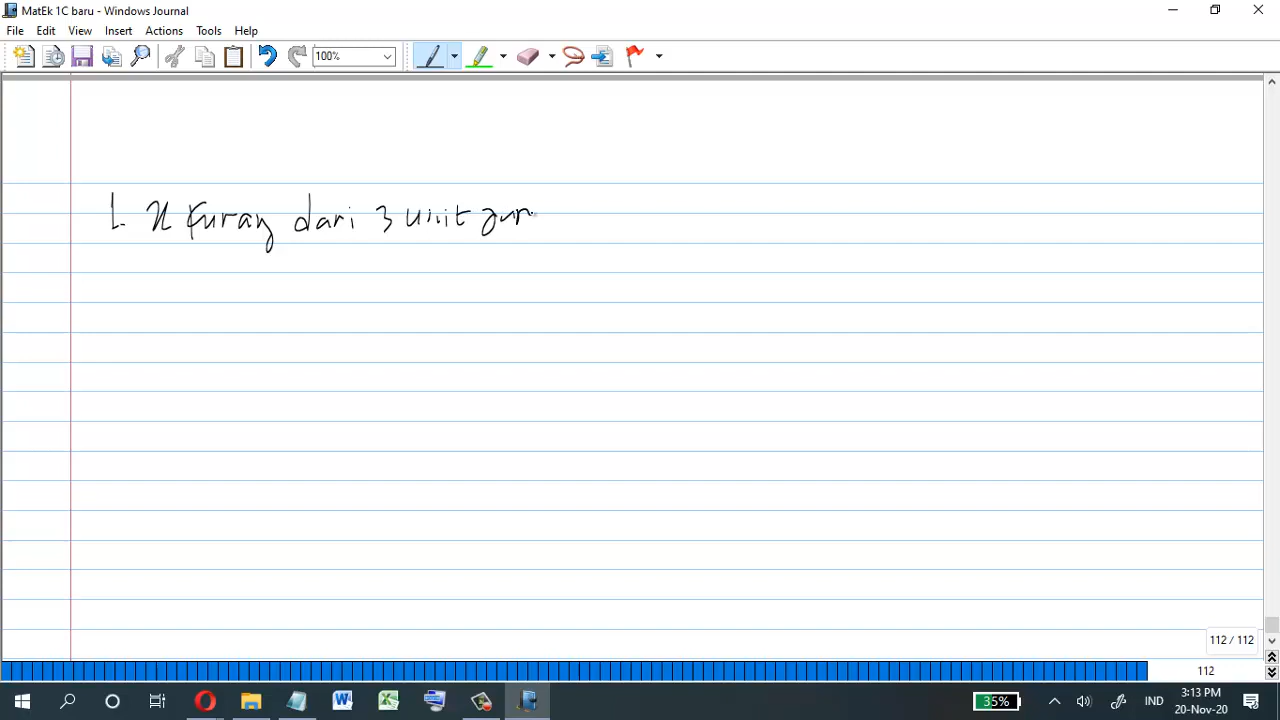 MatEk 1C baru - Windows Journal
File Edit View Insert Actions Tools Help
100%
1. x kurang dari 3 unit
112 / 112
112
35% IND 3:13 PM
20-Nov-20